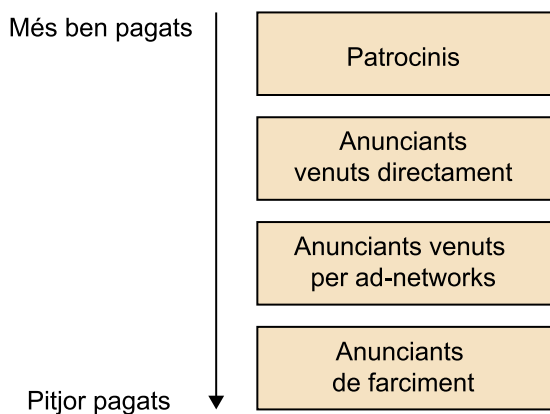 Més ben pagats
Patrocinis
Anunciants
venuts directament
Anunciants venuts
per ad-networks
Anunciants
de farciment
Pitjor pagats